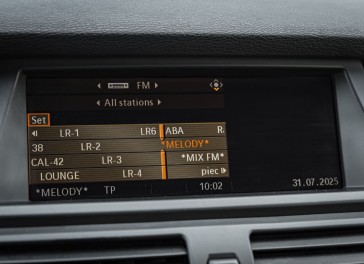 FM
All stations
Set
LR-1 LR6 ABA R.
38 LR-2 *MELODY*
CAL-42 LR-3 *MIX FM*
LOUNGE LR-4 piec
*MELODY* TP 10:02 31.07.2025